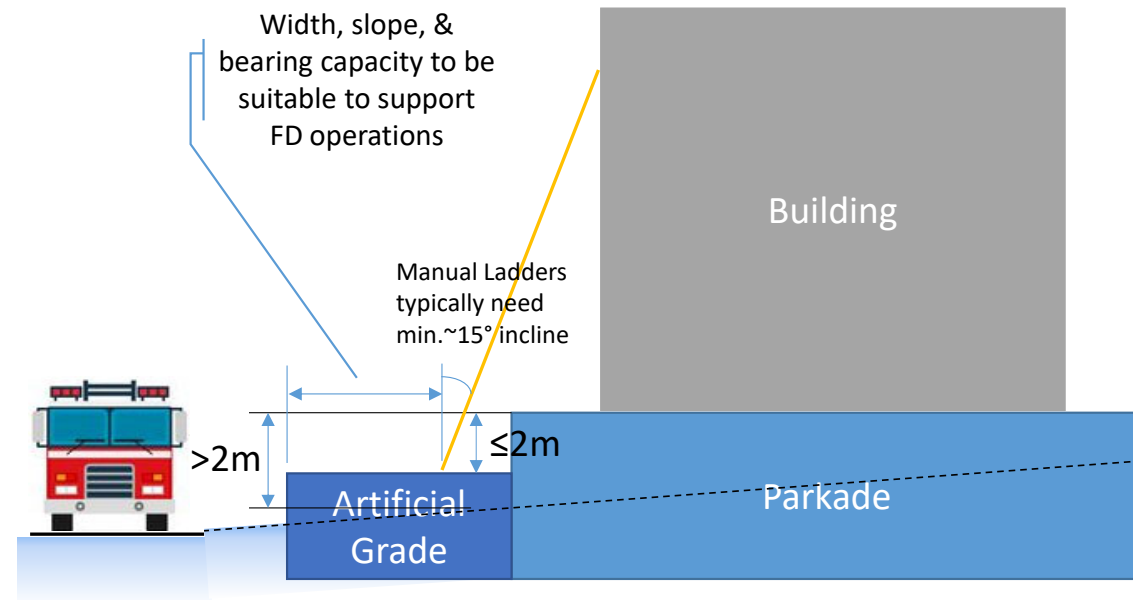 Width, slope, &
bearing capacity to be
suitable to support
FD operations
Building
Manual Ladders
typically need
min.~15° incline
>2m
≤2m
Artificial
Grade
Parkade